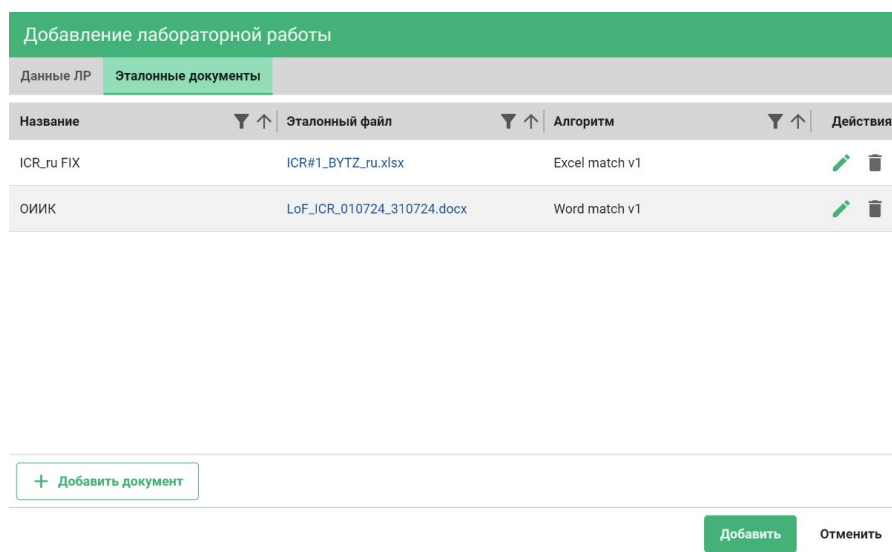 Добавление лабораторной работы
Данные ЛР Эталонные документы
Название Эталонный файл Алгоритм Действия
ICR_ru FIX ICR#1_BYTZ_ru.xlsx Excel match v1
ОИИК LoF_ICR_010724_310724.docx Word match v1
+ Добавить документ
Добавить Отменить